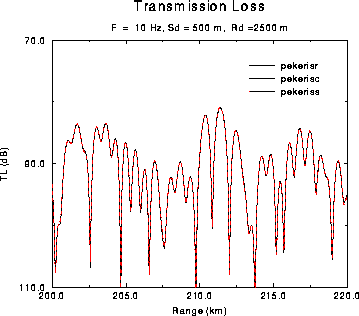 Transmission Loss
F = 10 Hz, Sd = 500 m, Rd =2500 m
70.0
pekerisr
pekerisc
pekeriss
TL (dB)
90.0
110.0
200.0 205.0 210.0 215.0 220.0
Range (km)